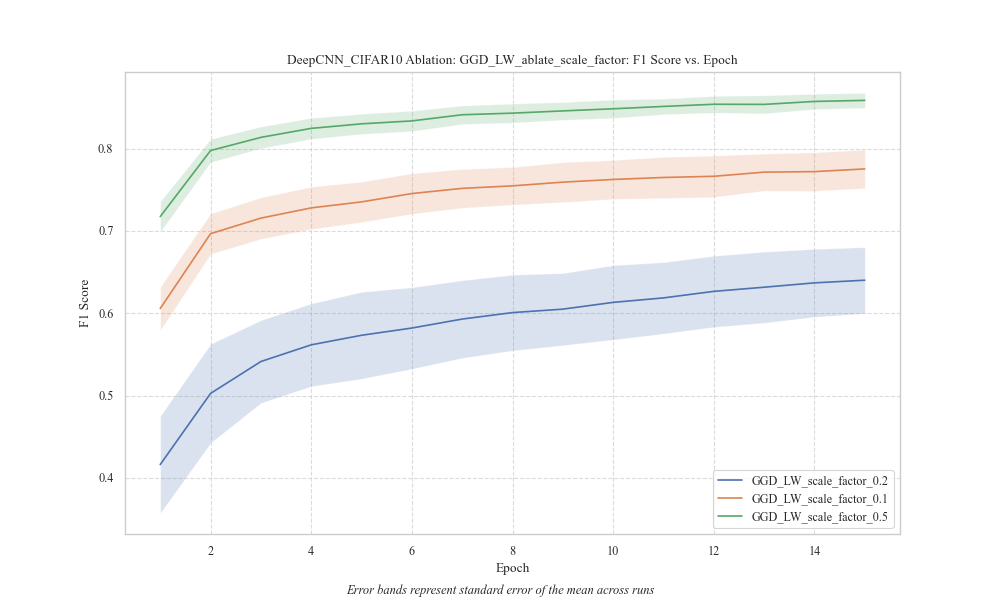 DeepCNN_CIFAR10 Ablation: GGD_LW_ablate_scale_factor: F1 Score vs. Epoch
F1 Score
0.8
0.7
0.6
0.5
0.4
GGD_LW_scale_factor_0.2
GGD_LW_scale_factor_0.1
GGD_LW_scale_factor_0.5
2 4 6 8 10 12 14
Epoch
Error bands represent standard error of the mean across runs